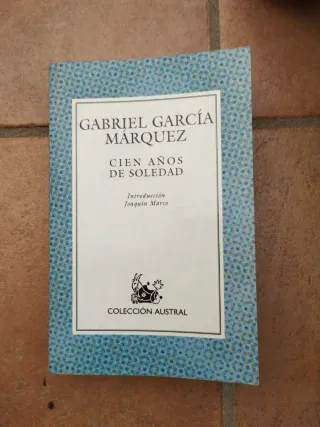 GABRIEL GARCÍA
MÁRQUEZ
CIEN AÑOS
DE SOLEDAD
Introducción
Joaquín Marco
COLECCIÓN AUSTRAL